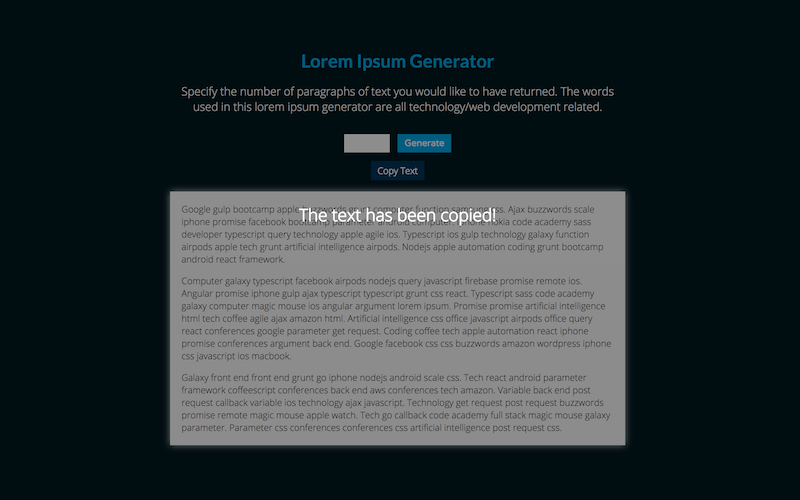 Lorem Ipsum Generator
Specify the number of paragraphs of text you would like to have returned. The words
used in this lorem ipsum generator are all technology/web development related.
Generate
Copy Text
The text has been copied!
Google gulp bootcamp apple buzzwords grunt computer function samsung css. Ajax buzzwords scale
iphone promise facebook bootcamp parameter android computer iphone nokia code academy sass
developer typescript query technology apple agile ios. Typescript ios gulp technology galaxy function
airpods apple tech grunt artificial intelligence airpods. Nodejs apple automation coding grunt bootcamp
android react framework.
Computer galaxy typescript facebook airpods nodejs query javascript firebase promise remote ios.
Angular promise iphone gulp ajax typescript typescript grunt css react. Typescript sass code academy
galaxy computer magic mouse ios angular argument lorem ipsum. Promise promise artificial intelligence
html tech coffee agile ajax amazon html. Artificial intelligence css office javascript airpods office query
react conferences google parameter get request. Coding coffee tech apple automation react iphone
promise conferences argument back end. Google facebook css css buzzwords amazon wordpress iphone
css javascript ios macbook.
Galaxy front end front end grunt go iphone nodejs android scale css. Tech react android parameter
framework coffeescript conferences back end aws conferences tech amazon. Variable back end post
request callback variable ios technology ajax javascript. Technology get request post request buzzwords
promise remote magic mouse apple watch. Tech go callback code academy full stack magic mouse galaxy
parameter. Parameter css conferences conferences css artificial intelligence post request css.